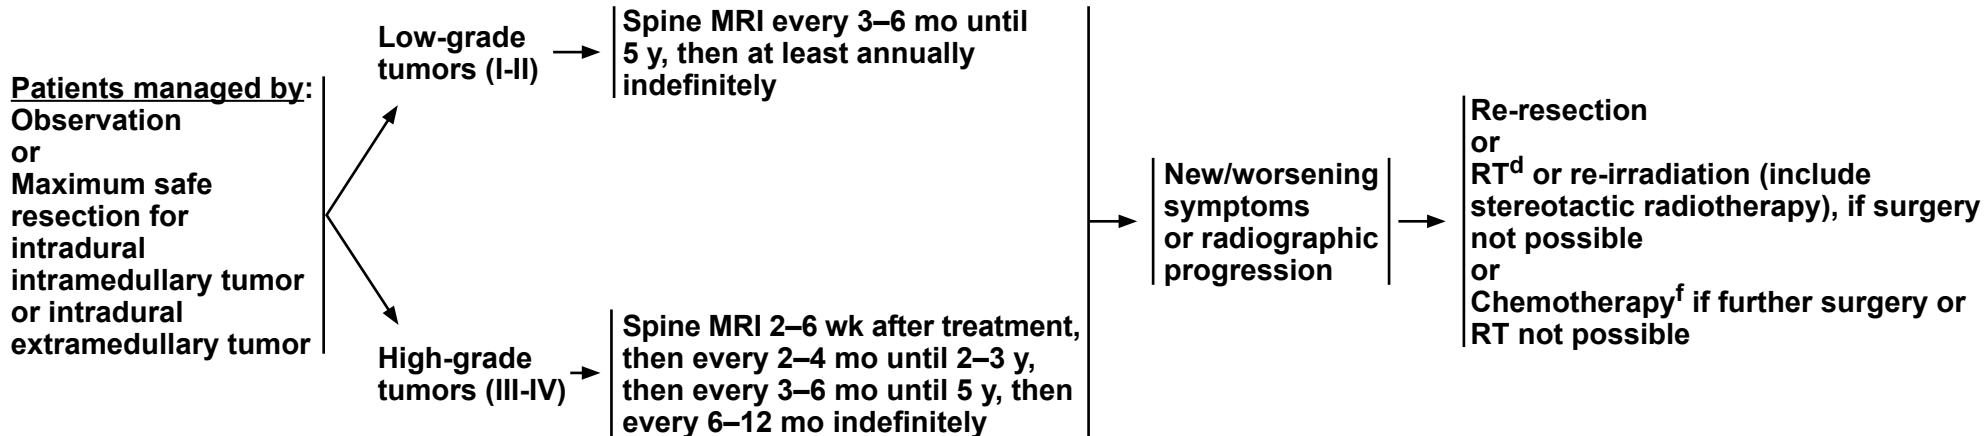 Patients managed by:
Observation
or
Maximum safe
resection for
intradural
intramedullary tumor
or intradural
extramedullary tumor
Low-grade
tumors (I-II)
Spine MRI every 3–6 mo until
5 y, then at least annually
indefinitely
High-grade
tumors (III-IV)
Spine MRI 2–6 wk after treatment,
then every 2–4 mo until 2–3 y,
then every 3–6 mo until 5 y, then
every 6–12 mo indefinitely
New/worsening
symptoms
or radiographic
progression
Re-resection
or
RTᵈ or re-irradiation (include
stereotactic radiotherapy), if surgery
not possible
or
Chemotherapyᶠ if further surgery or
RT not possible